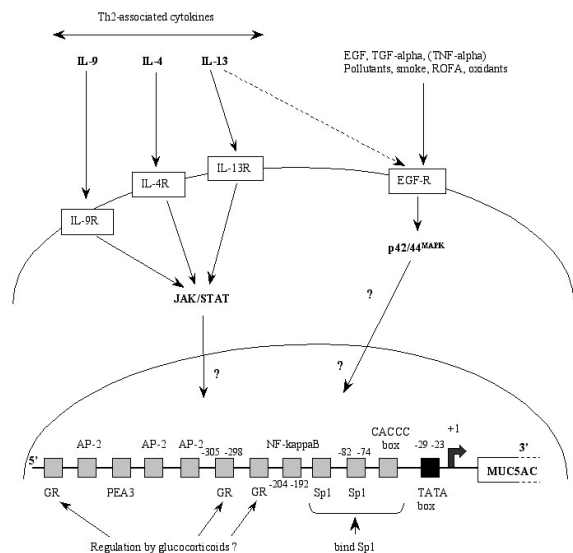 Th2-associated cytokines
IL-9 IL-4 IL-13
EGF, TGF-alpha, (TNF-alpha)
Pollutants, smoke, ROFA, oxidants
IL-13R
IL-4R
EGF-R
IL-9R
p42/44MAPK
JAK/STAT
?
?
?
CACCC
box
+1
AP-2 AP-2 AP-2 -305 -298 NF-kappaB -82 -74 -29 -23
5' 3'
MUC5AC
GR PEA3 GR GR -204 -192 Sp1 Sp1 TATA
box
Regulation by glucocorticoids ? bind Sp1